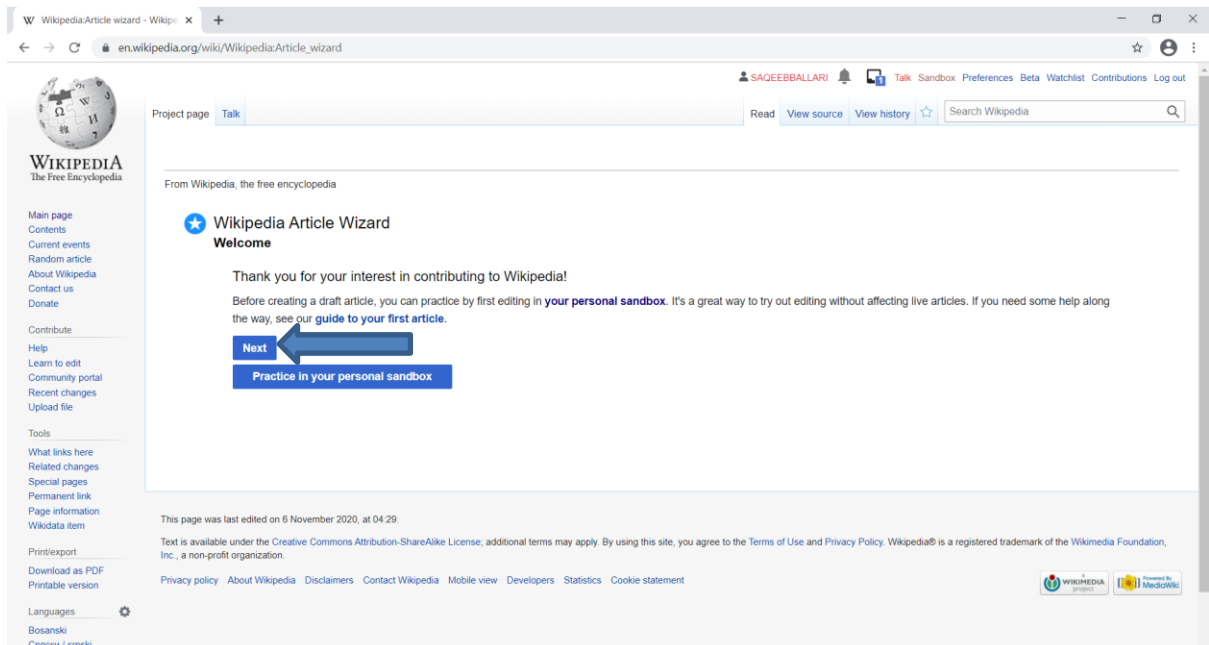 Wikipedia:Article wizard - Wikip
en.wikipedia.org/wiki/Wikipedia:Article_wizard
SAQEEBBALLARI 1 Talk Sandbox Preferences Beta Watchlist Contributions Log out
Project page Talk Read View source View history Search Wikipedia
WIKIPEDIA
The Free Encyclopedia
From Wikipedia, the free encyclopedia
Wikipedia Article Wizard
Welcome
Thank you for your interest in contributing to Wikipedia!
Before creating a draft article, you can practice by first editing in your personal sandbox. It's a great way to try out editing without affecting live articles. If you need some help along
the way, see our guide to your first article.
Next
Practice in your personal sandbox
Main page
Contents
Current events
Random article
About Wikipedia
Contact us
Donate
Contribute
Help
Learn to edit
Community portal
Recent changes
Upload file
Tools
What links here
Related changes
Special pages
Permanent link
Page information
Wikidata item
Print/export
Download as PDF
Printable version
Languages
Bosanski
This page was last edited on 6 November 2020, at 04:29.
Text is available under the Creative Commons Attribution-ShareAlike License; additional terms may apply. By using this site, you agree to the Terms of Use and Privacy Policy. Wikipedia® is a registered trademark of the Wikimedia Foundation,
Inc., a non-profit organization.
Privacy policy About Wikipedia Disclaimers Contact Wikipedia Mobile view Developers Statistics Cookie statement
a
WIKIMEDIA
project
Powered By
MediaWiki